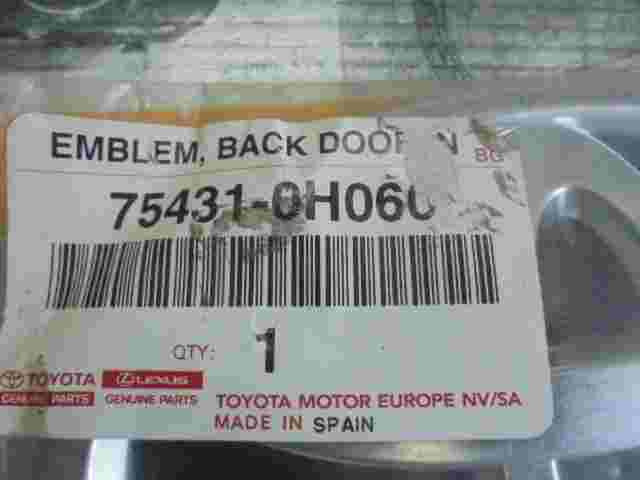 EMBLEM, BACK DOOR
BG
75431-0H060
QTY: 1
TOYOTA LEXUS
GENUINE PARTS GENUINE PARTS
TOYOTA MOTOR EUROPE NV/SA
MADE IN SPAIN